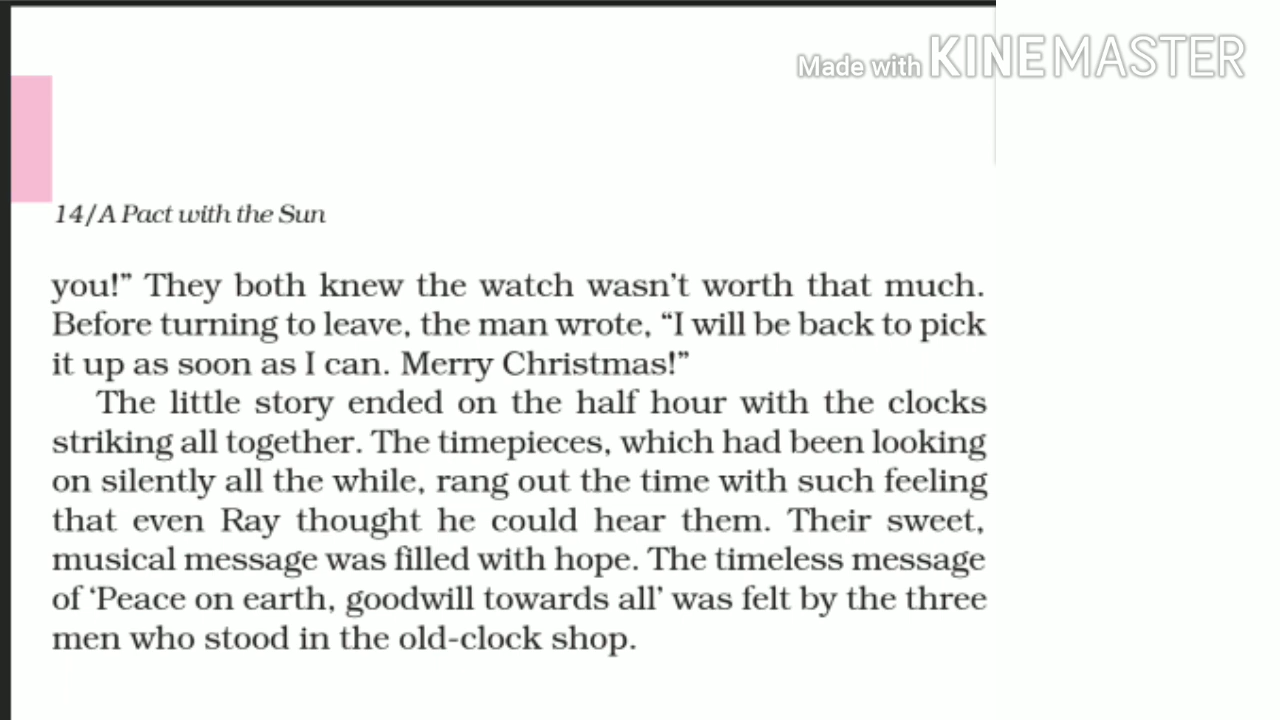 Made with KINEMASTER
14/A Pact with the Sun
you!” They both knew the watch wasn’t worth that much.
Before turning to leave, the man wrote, “I will be back to pick
it up as soon as I can. Merry Christmas!”
The little story ended on the half hour with the clocks
striking all together. The timepieces, which had been looking
on silently all the while, rang out the time with such feeling
that even Ray thought he could hear them. Their sweet,
musical message was filled with hope. The timeless message
of ‘Peace on earth, goodwill towards all’ was felt by the three
men who stood in the old-clock shop.